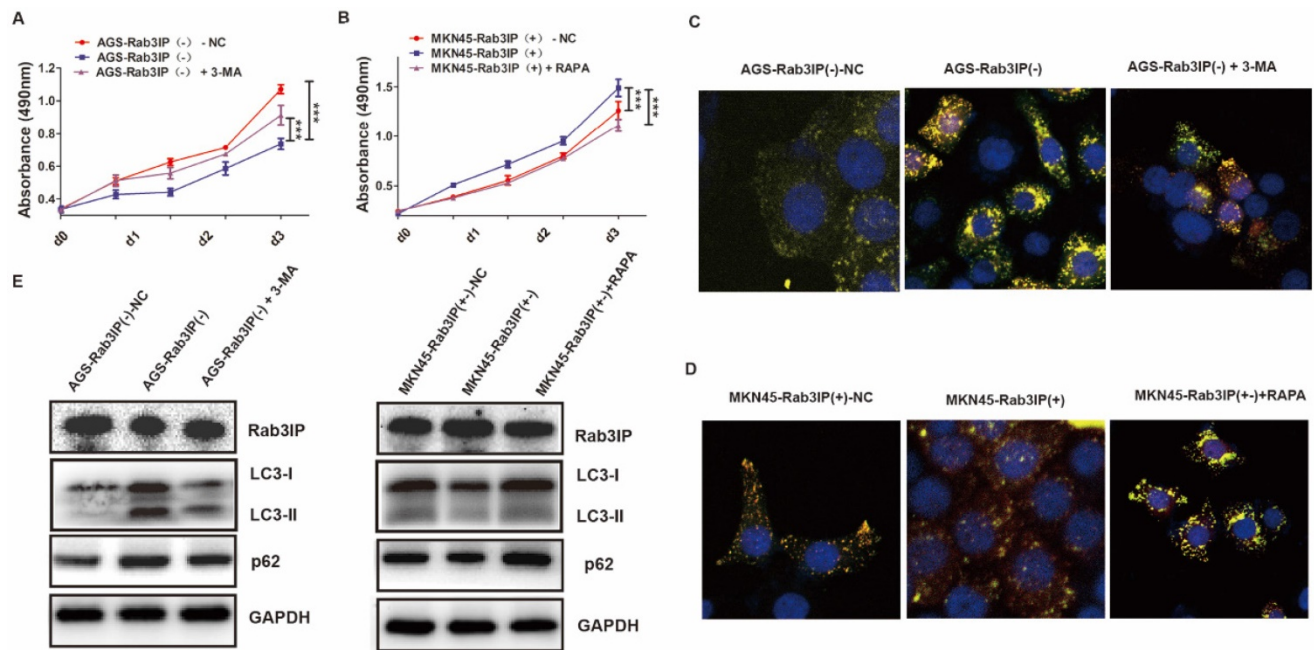 A
AGS-Rab3IP (-) - NC
AGS-Rab3IP (-)
AGS-Rab3IP (-) + 3-MA
Absorbance (490nm)
1.2
1.0
0.8
0.6
0.4
d0
d1
d2
d3
***
***
B
MKN45-Rab3IP (+) - NC
MKN45-Rab3IP (+)
MKN45-Rab3IP (+) + RAPA
Absorbance (490nm)
1.5
1.0
0.5
d0
d1
d2
d3
***
***
C
AGS-Rab3IP(-)-NC
AGS-Rab3IP(-)
AGS-Rab3IP(-) + 3-MA
E
AGS-Rab3IP(-)-NC
AGS-Rab3IP(-)
AGS-Rab3IP(-) + 3-MA
Rab3IP
LC3-I
LC3-II
p62
GAPDH
MKN45-Rab3IP(+-)-NC
MKN45-Rab3IP(+-)
MKN45-Rab3IP(+-)+RAPA
Rab3IP
LC3-I
LC3-II
p62
GAPDH
D
MKN45-Rab3IP(+)-NC
MKN45-Rab3IP(+)
MKN45-Rab3IP(+-)+RAPA